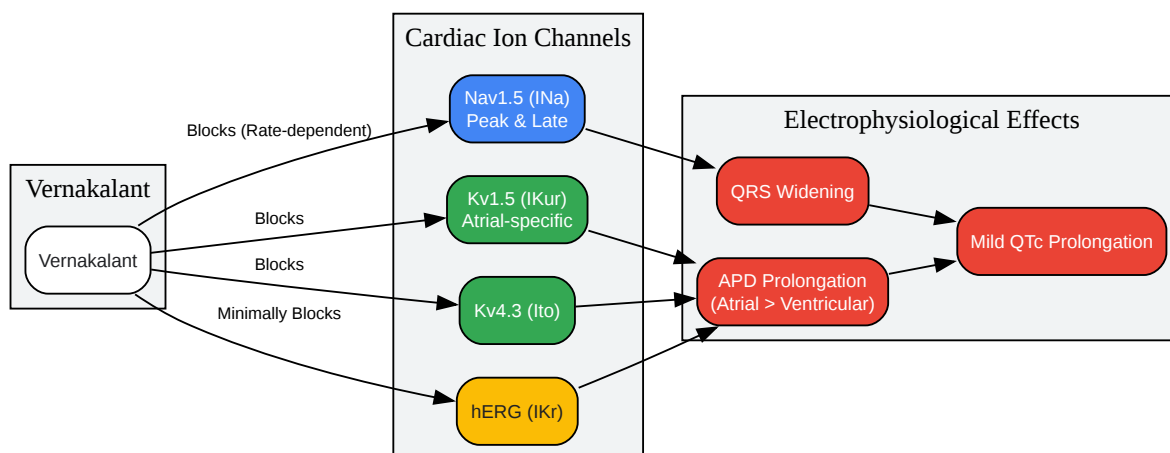 Vernakalant
Vernakalant
Blocks (Rate-dependent)
Blocks
Blocks
Minimally Blocks
Cardiac Ion Channels
Nav1.5 (INa)
Peak & Late
Kv1.5 (IKur)
Atrial-specific
Kv4.3 (Ito)
hERG (IKr)
Electrophysiological Effects
QRS Widening
APD Prolongation
(Atrial > Ventricular)
Mild QTc Prolongation